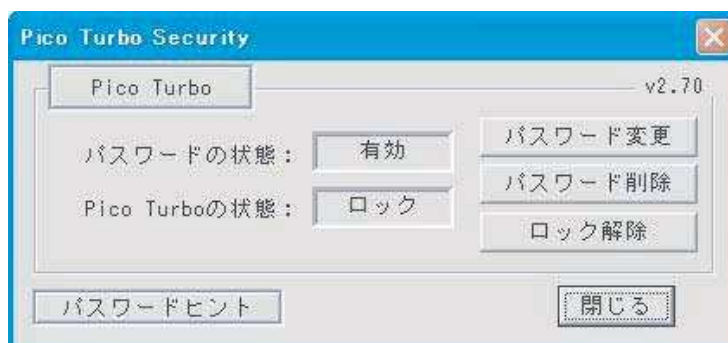 Pico Turbo Security
Pico Turbo
v2.70
パスワードの状態:
有効
パスワード変更
Pico Turboの状態:
ロック
パスワード削除
ロック解除
パスワードヒント
閉じる